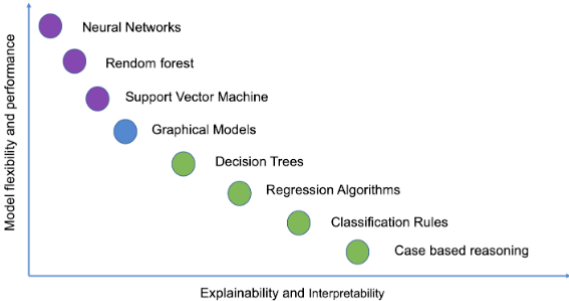 Model flexibility and performance
Neural Networks
Rendom forest
Support Vector Machine
Graphical Models
Decision Trees
Regression Algorithms
Classification Rules
Case based reasoning
Explainability and Interpretability